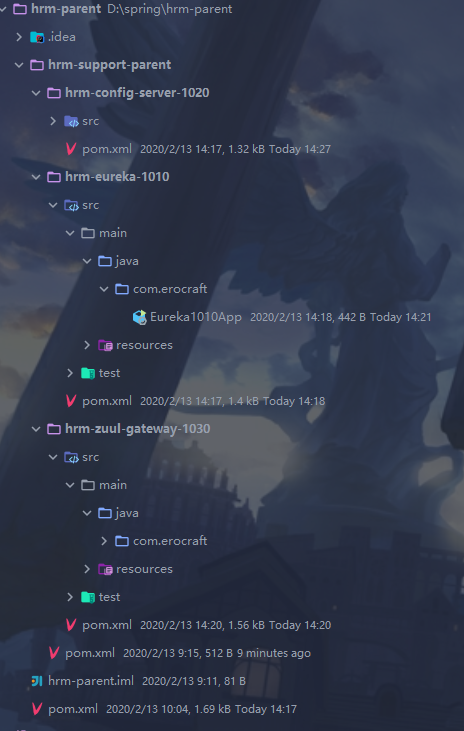 hrm-parent D:\spring\hrm-parent
.idea
hrm-support-parent
hrm-config-server-1020
src
pom.xml 2020/2/13 14:17, 1.32 kB Today 14:27
hrm-eureka-1010
src
main
java
com.erocraft
Eureka1010App 2020/2/13 14:18, 442 B Today 14:21
resources
test
pom.xml 2020/2/13 14:17, 1.4 kB Today 14:18
hrm-zuul-gateway-1030
src
main
java
com.erocraft
resources
test
pom.xml 2020/2/13 14:20, 1.56 kB Today 14:20
pom.xml 2020/2/13 9:15, 512 B 9 minutes ago
hrm-parent.iml 2020/2/13 9:11, 81 B
pom.xml 2020/2/13 10:04, 1.69 kB Today 14:17